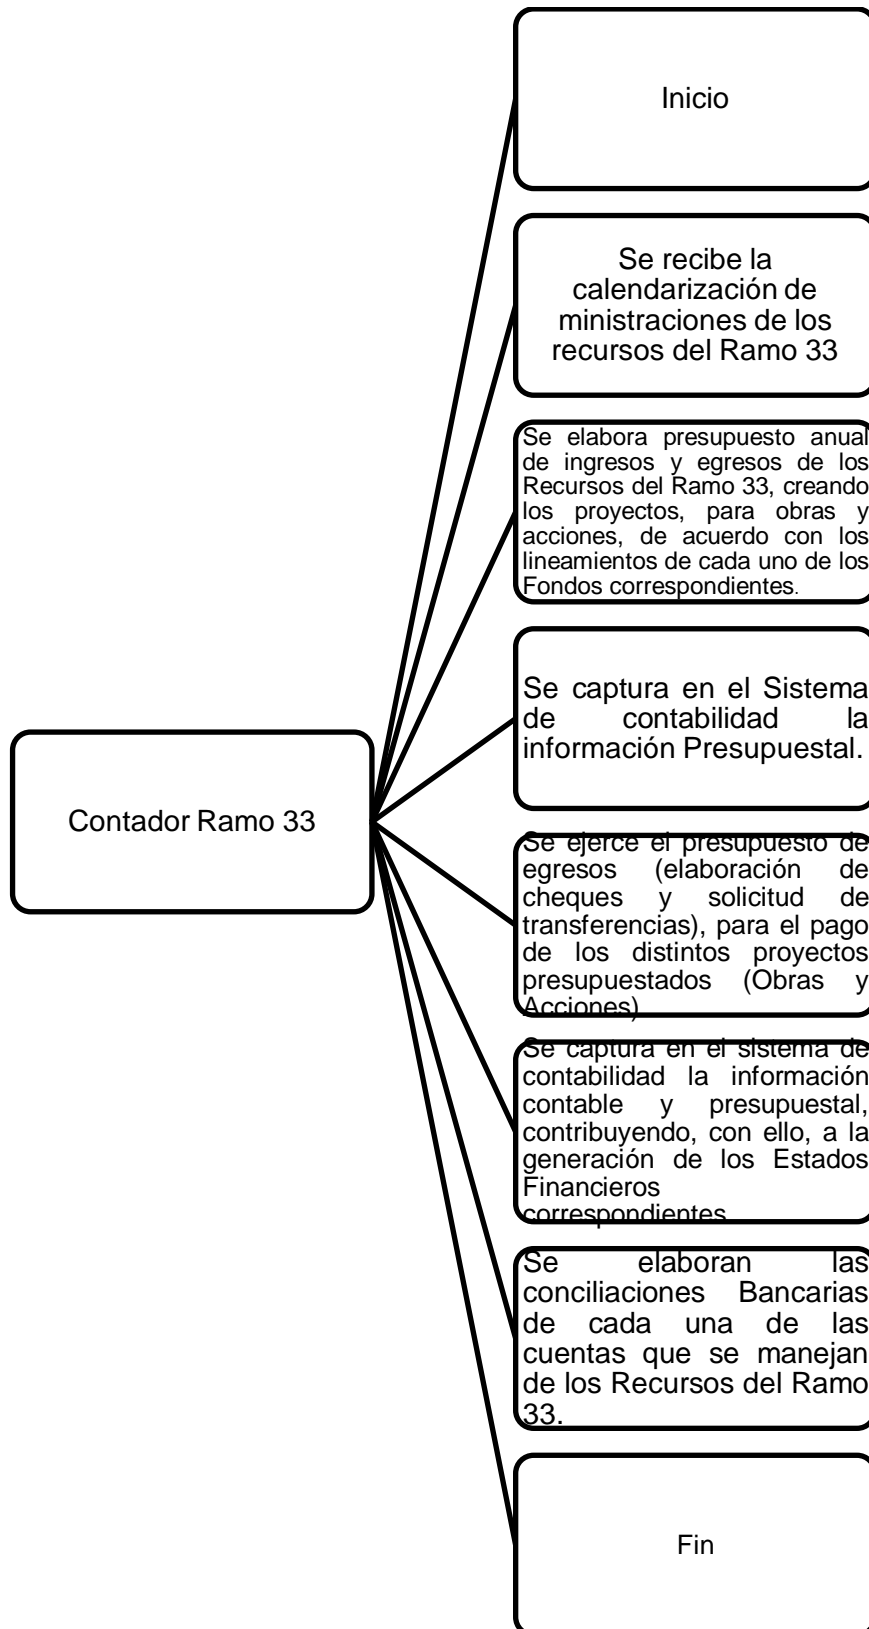 Inicio
Se recibe la
calendarización de
ministraciones de los
recursos del Ramo 33
Se elabora presupuesto anual
de ingresos y egresos de los
Recursos del Ramo 33, creando
los proyectos, para obras y
acciones, de acuerdo con los
lineamientos de cada uno de los
Fondos correspondientes.
Se captura en el Sistema
de contabilidad la
información Presupuestal.
Contador Ramo 33
Se ejerce el presupuesto de
egresos (elaboración de
cheques y solicitud de
transferencias), para el pago
de los distintos proyectos
presupuestados (Obras y
Acciones)
Se captura en el sistema de
contabilidad la información
contable y presupuestal,
contribuyendo, con ello, a la
generación de los Estados
Financieros
correspondientes
Se elaboran las
conciliaciones Bancarias
de cada una de las
cuentas que se manejan
de los Recursos del Ramo
33.
Fin